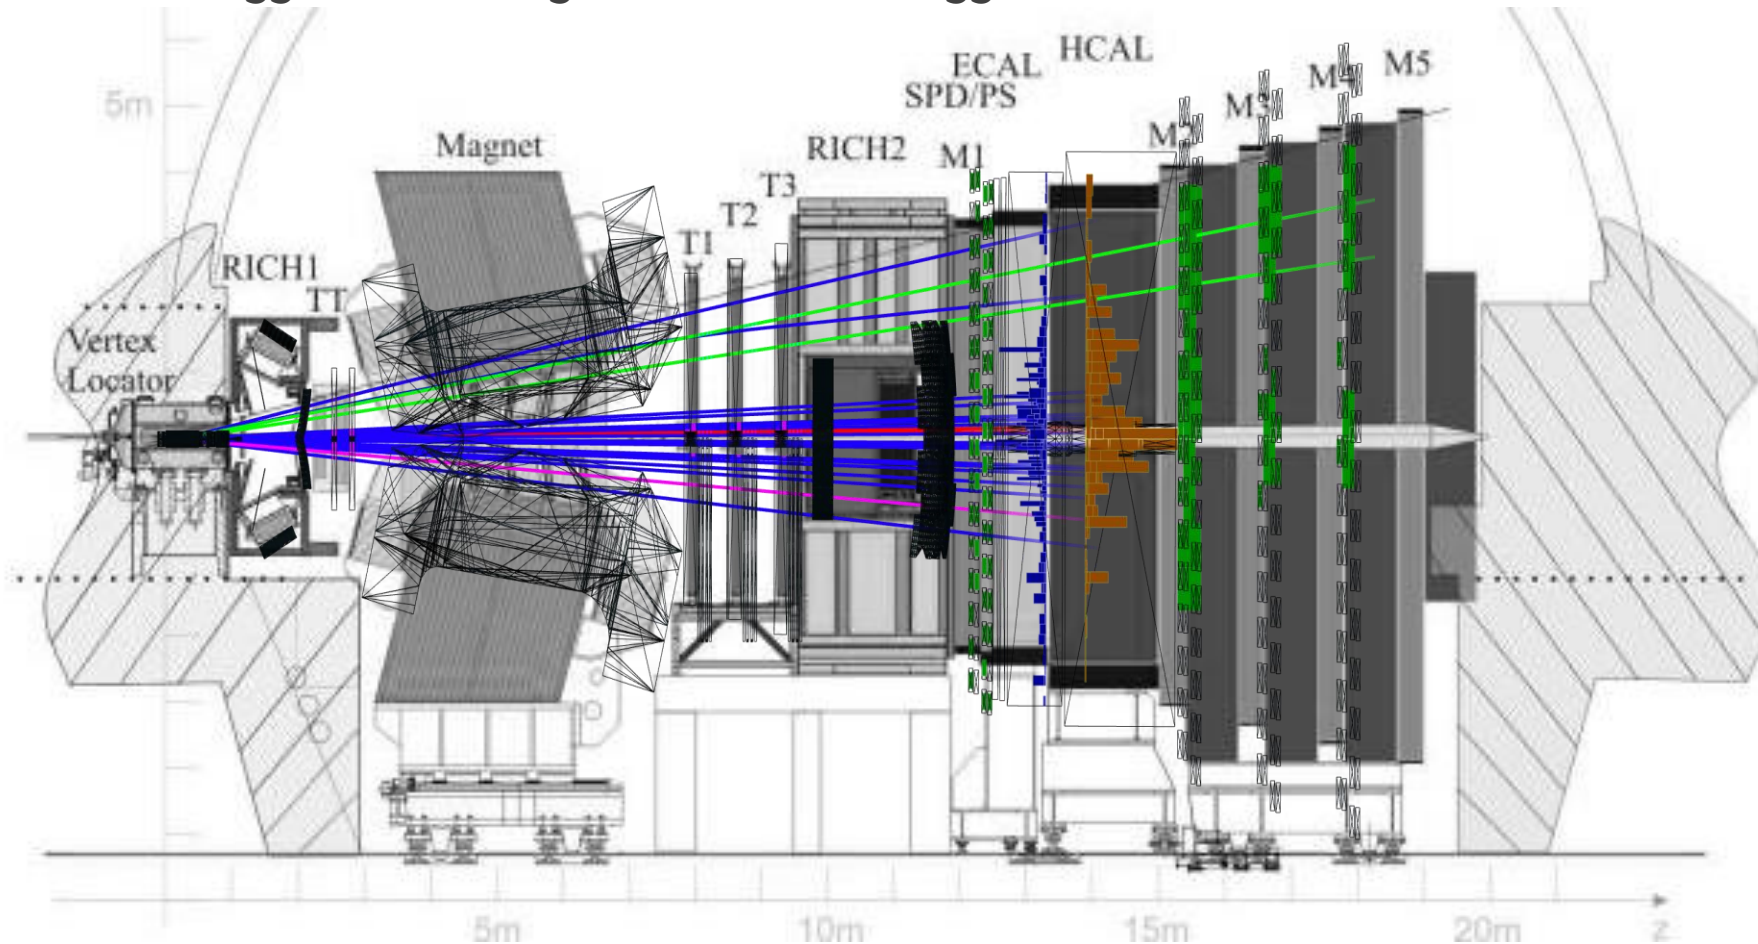 5m
Magnet
RICH1
TT
Vertex
Locator
T1
T2
T3
RICH2
M1
SPD/PS
ECAL
HCAL
M2
M3
M4
M5
5m
10m
15m
20m
z